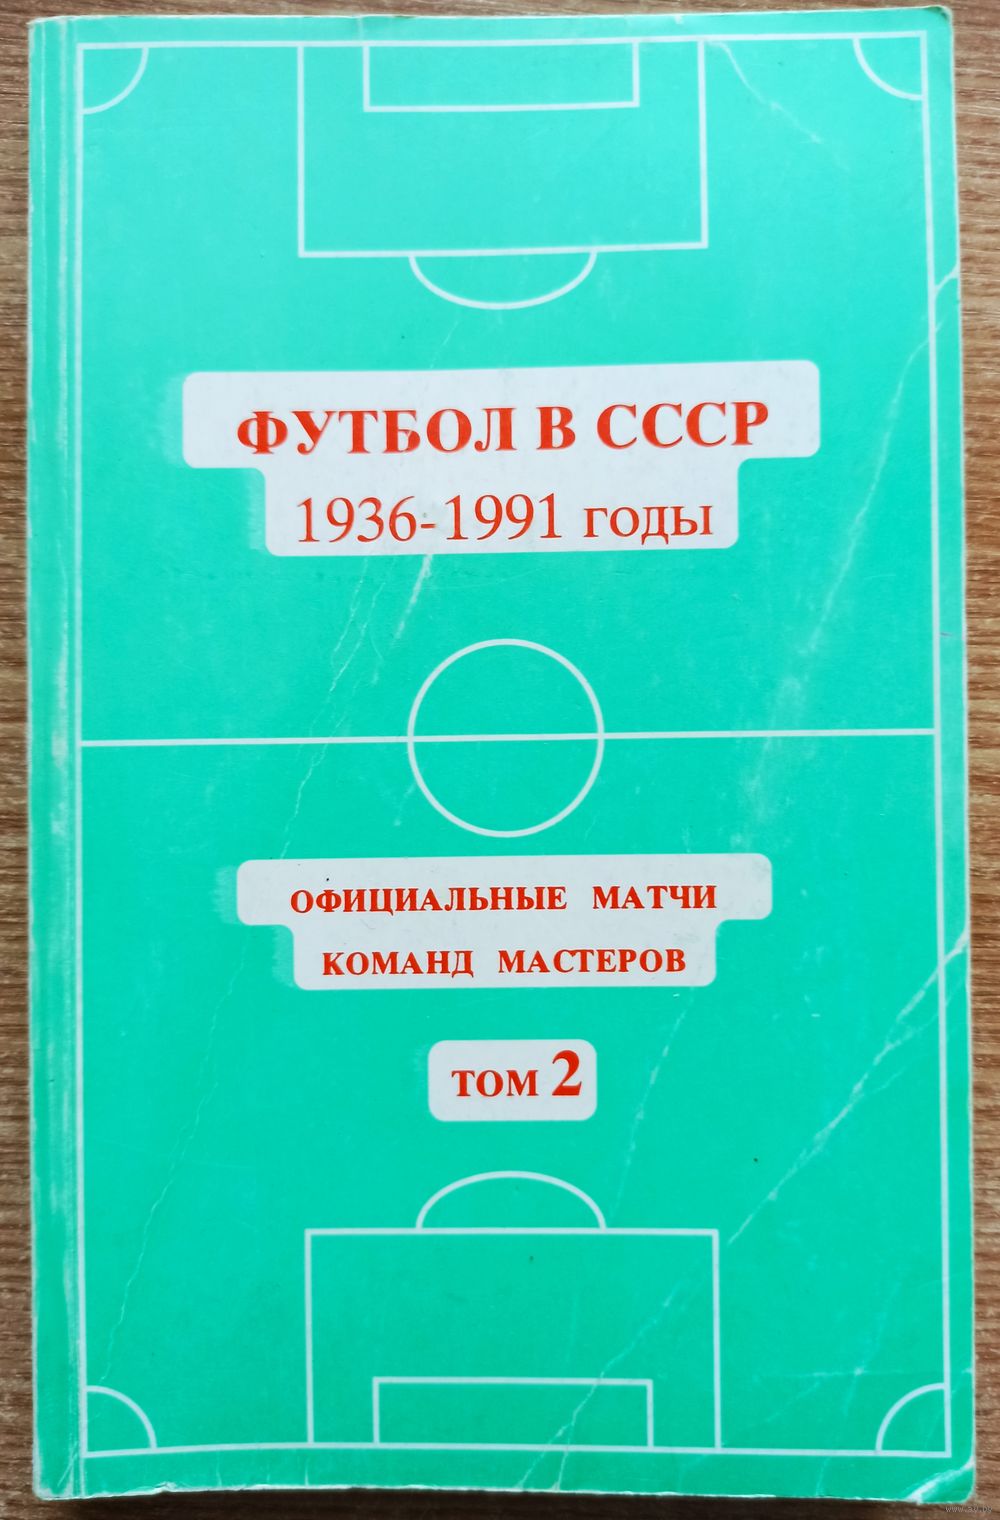 ФУТБОЛ В СССР
1936-1991 годы
ОФИЦИАЛЬНЫЕ МАТЧИ
КОМАНД МАСТЕРОВ
ТОМ 2